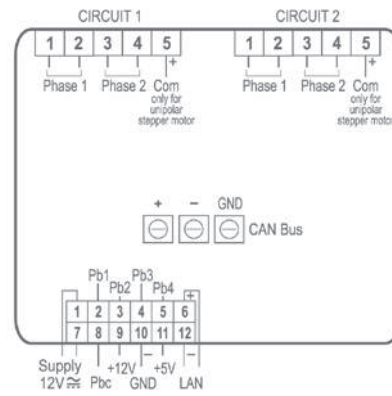 CIRCUIT 1 CIRCUIT 2
1 2 3 4 5 1 2 3 4 5
+ +
Phase 1 Phase 2 Com Phase 1 Phase 2 Com
only for only for
unipolar unipolar
stepper motor stepper motor
+ − GND
CAN Bus
Pb1 Pb3
Pb2 Pb4
+
1 2 3 4 5 6
7 8 9 10 11 12
Supply +12V − +5V −
12V ≂ Pbc GND LAN